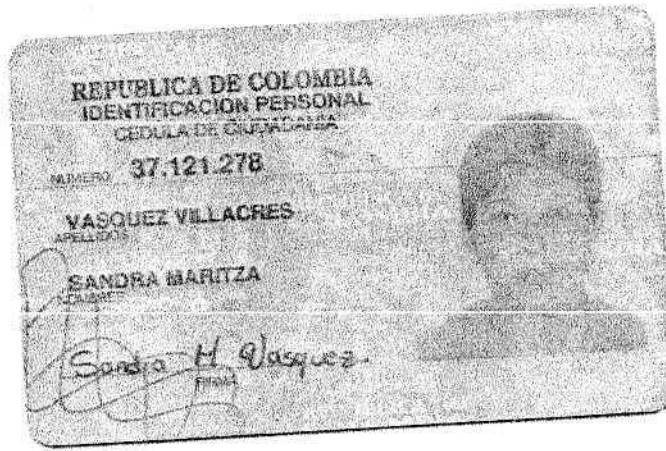 REPUBLICA DE COLOMBIA
IDENTIFICACION PERSONAL
CEDULA DE CIUDADANIA
NUMERO 37.121.278
VASQUEZ VILLACRES
APELLIDOS
SANDRA MARITZA
NOMBRES
Sandra M Vasquez
FIRMA